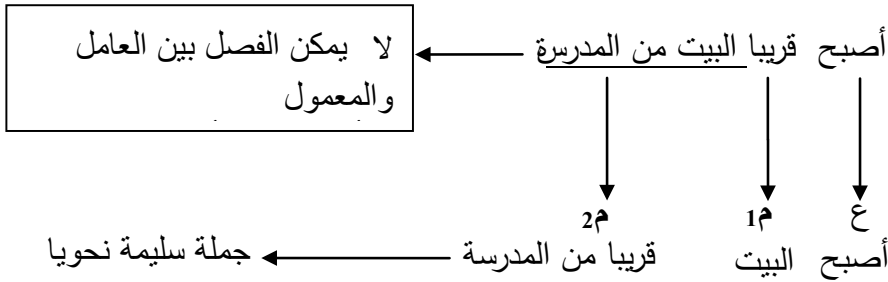 أصبح قريبا البيت من المدرسة
لا يمكن الفصل بين العامل
والمعمول
ع م1 م2
أصبح البيت قريبا من المدرسة جملة سليمة نحويا